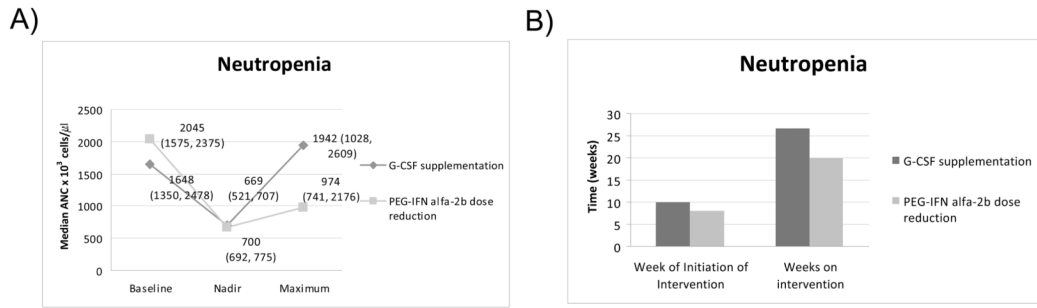 A)
Neutropenia
Median ANC x 10³ cells/μl
2500
2000
1500
1000
500
0
2045
(1575, 2375)
1648
(1350, 2478)
669
(521, 707)
700
(692, 775)
1942 (1028,
2609)
974
(741, 2176)
Baseline
Nadir
Maximum
G-CSF supplementation
PEG-IFN alfa-2b dose
reduction
B)
Neutropenia
Time (weeks)
30
25
20
15
10
5
0
Week of Initiation of
Intervention
Weeks on
intervention
G-CSF supplementation
PEG-IFN alfa-2b dose
reduction